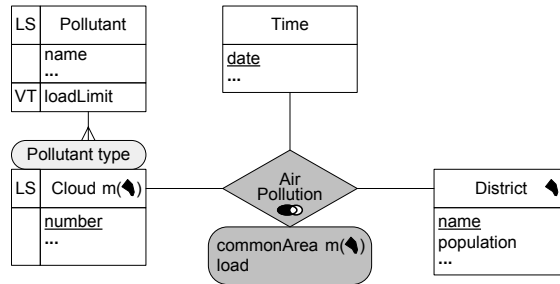 LS Pollutant
name
...
VT loadLimit
Pollutant type
LS Cloud m( )
number
...
Time
date
...
Air
Pollution
commonArea m( )
load
District
name
population
...